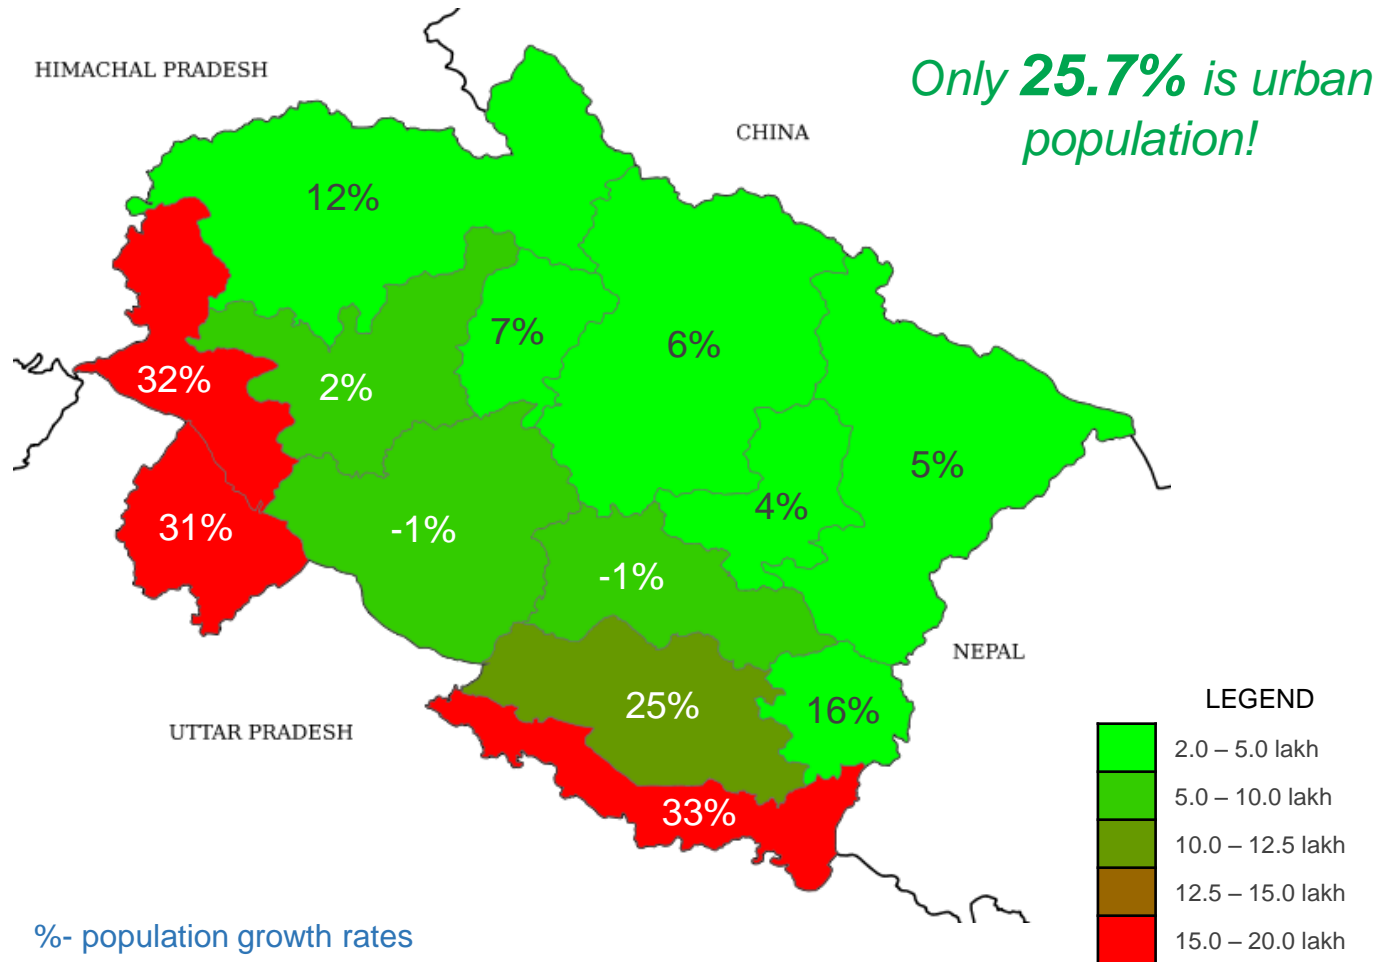 HIMACHAL PRADESH
Only 25.7% is urban
population!
CHINA
12%
7%
6%
32%
2%
5%
4%
31%
-1%
-1%
NEPAL
25%
16%
UTTAR PRADESH
33%
LEGEND
2.0 – 5.0 lakh
5.0 – 10.0 lakh
10.0 – 12.5 lakh
12.5 – 15.0 lakh
15.0 – 20.0 lakh
%- population growth rates